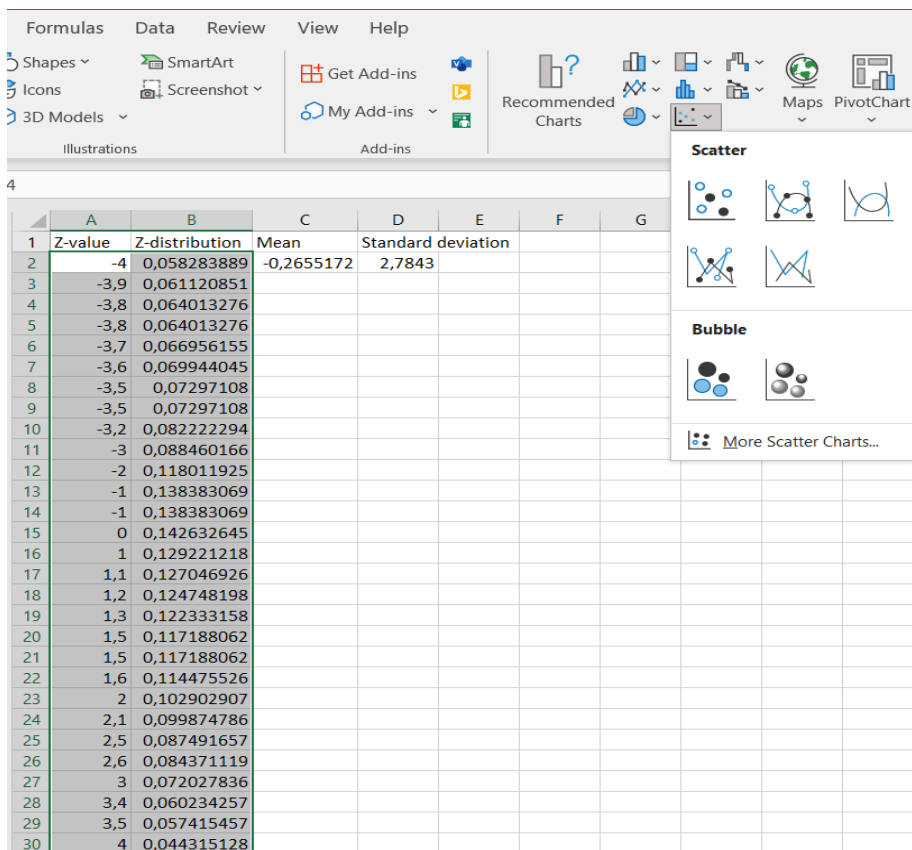 Formulas Data Review View Help
Shapes SmartArt
Icons Screenshot
3D Models
Get Add-ins
My Add-ins
Recommended
Charts
Maps PivotChart
Illustrations Add-ins
Scatter
4
A B C D E F G
1 Z-value Z-distribution Mean Standard deviation
2 -4 0,058283889 -0,2655172 2,7843
3 -3,9 0,061120851
4 -3,8 0,064013276
5 -3,8 0,064013276
6 -3,7 0,066956155
7 -3,6 0,069944045
8 -3,5 0,07297108
9 -3,5 0,07297108
10 -3,2 0,082222294
11 -3 0,088460166
12 -2 0,118011925
13 -1 0,138383069
14 -1 0,138383069
15 0 0,142632645
16 1 0,129221218
17 1,1 0,127046926
18 1,2 0,124748198
19 1,3 0,122333158
20 1,5 0,117188062
21 1,5 0,117188062
22 1,6 0,114475526
23 2 0,102902907
24 2,1 0,099874786
25 2,5 0,087491657
26 2,6 0,084371119
27 3 0,072027836
28 3,4 0,060234257
29 3,5 0,057415457
30 4 0,044315128
Bubble
More Scatter Charts...